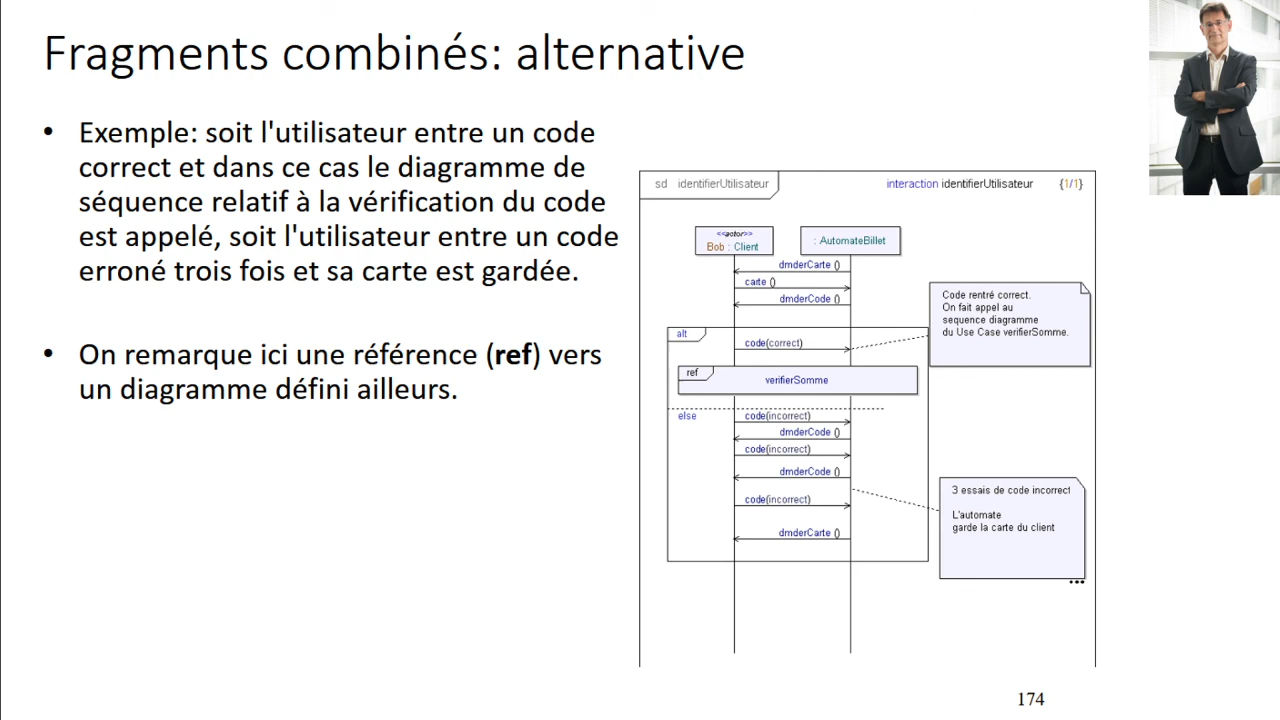 Fragments combinés: alternative
• Exemple: soit l'utilisateur entre un code
correct et dans ce cas le diagramme de
séquence relatif à la vérification du code
est appelé, soit l'utilisateur entre un code
erroné trois fois et sa carte est gardée.
• On remarque ici une référence (ref) vers
un diagramme défini ailleurs.
sd identifierUtilisateur
interaction identifierUtilisateur {1/1}
<<actor>>
Bob : Client
: AutomateBillet
dmderCarte ()
carte ()
dmderCode ()
Code rentré correct.
On fait appel au
sequence diagramme
du Use Case verifierSomme.
alt
code(correct)
ref
verifierSomme
else
code(incorrect)
dmderCode ()
code(incorrect)
dmderCode ()
code(incorrect)
dmderCarte ()
3 essais de code incorrect
L'automate
garde la carte du client
174